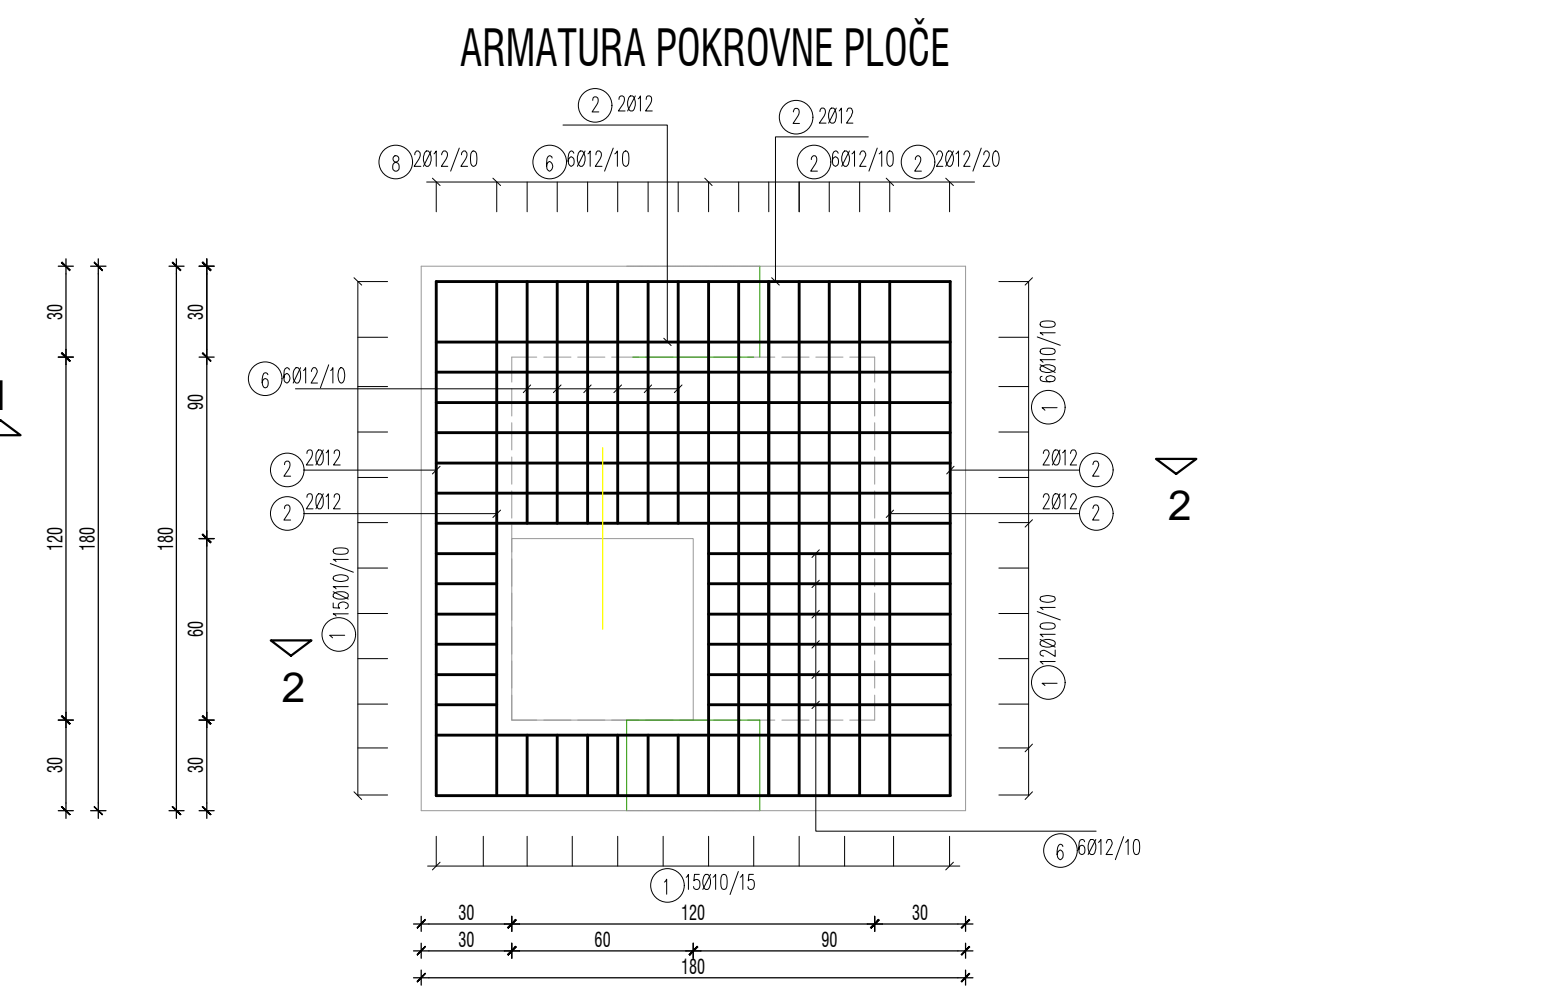 ARMATURA POKROVNE PLOČE
2 2Ø12
2 2Ø12
8 2Ø12/20
6 6Ø12/10
2 6Ø12/10
2 2Ø12/20
30
120
30
180
180
30
90
60
30
6 6Ø12/10
2 2Ø12
2 2Ø12
1 15Ø10/10
2
1 6Ø10/10
2Ø12 2
2Ø12 2
2
1 12Ø10/10
6 6Ø12/10
1 15Ø10/15
30 120 30
30 60 90
180